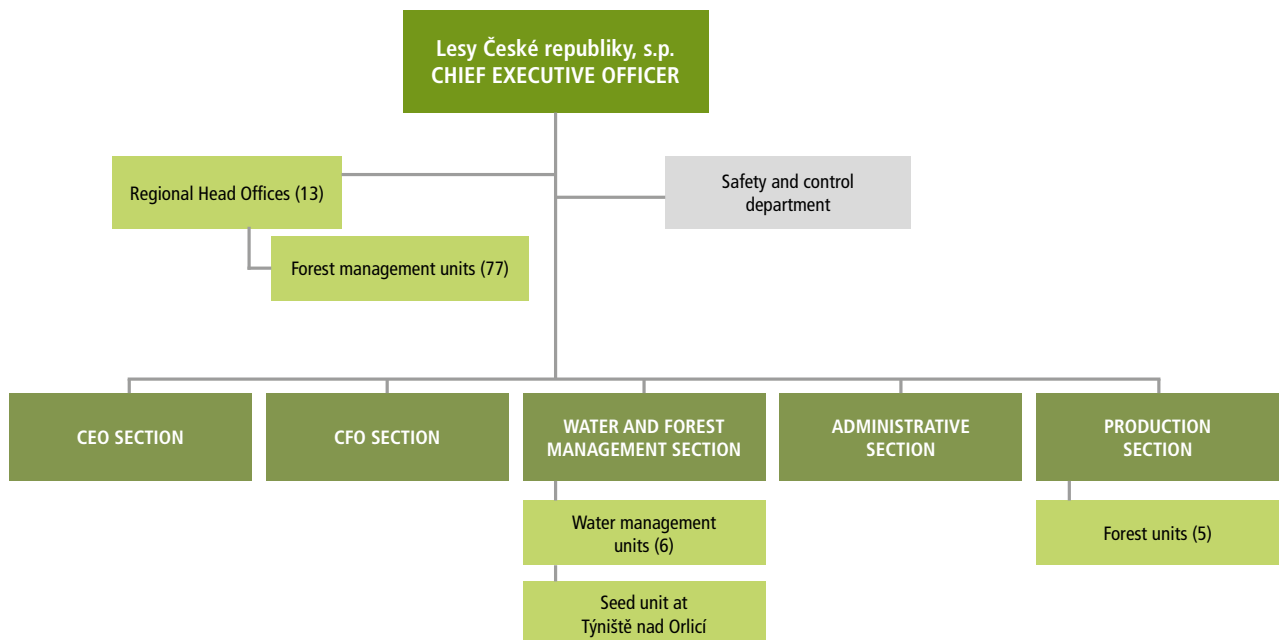 Lesy České republiky, s.p.
CHIEF EXECUTIVE OFFICER
Regional Head Offices (13)
Safety and control
department
Forest management units (77)
CEO SECTION
CFO SECTION
WATER AND FOREST
MANAGEMENT SECTION
ADMINISTRATIVE
SECTION
PRODUCTION
SECTION
Water management
units (6)
Forest units (5)
Seed unit at
Týniště nad Orlicí